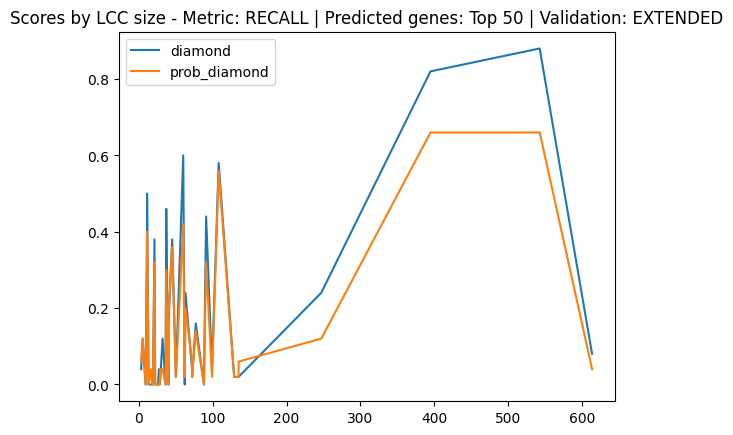 Scores by LCC size - Metric: RECALL | Predicted genes: Top 50 | Validation: EXTENDED
diamond
prob_diamond
0.8
0.6
0.4
0.2
0.0
0 100 200 300 400 500 600